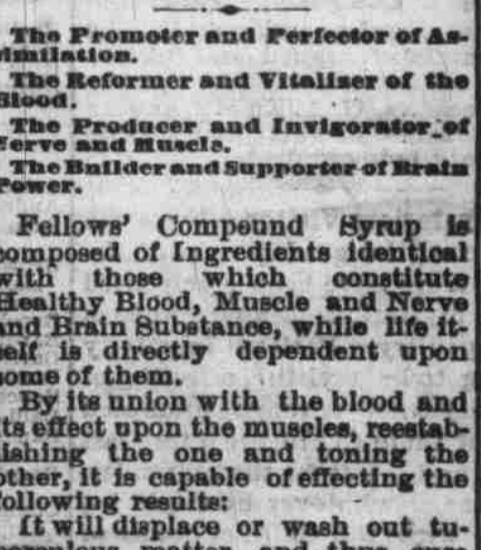 The Promoter and Perfector of As-
similation.
The Reformer and Vitalizer of the
Blood.
The Producer and Invigorator of
Nerve and Muscle.
The Builder and Supporter of Brain
Power.
Fellows' Compound Syrup is
composed of Ingredients identical
with those which constitute
Healthy Blood, Muscle and Nerve
and Brain Substance, while life it-
self is directly dependent upon
some of them.
By its union with the blood and
its effect upon the muscles, reestab-
lishing the one and toning the
other, it is capable of effecting the
following results:
It will displace or wash out tu-
matter, and thus